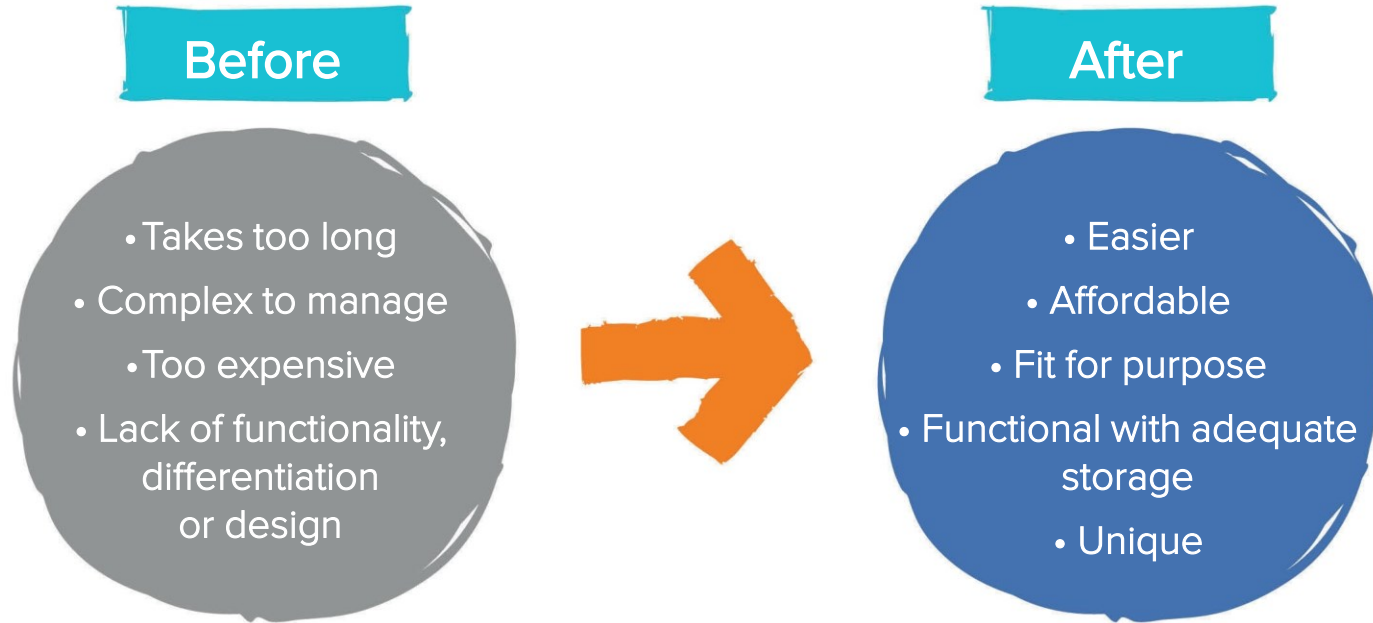 Before
• Takes too long
• Complex to manage
• Too expensive
• Lack of functionality,
differentiation
or design
After
• Easier
• Affordable
• Fit for purpose
• Functional with adequate
storage
• Unique